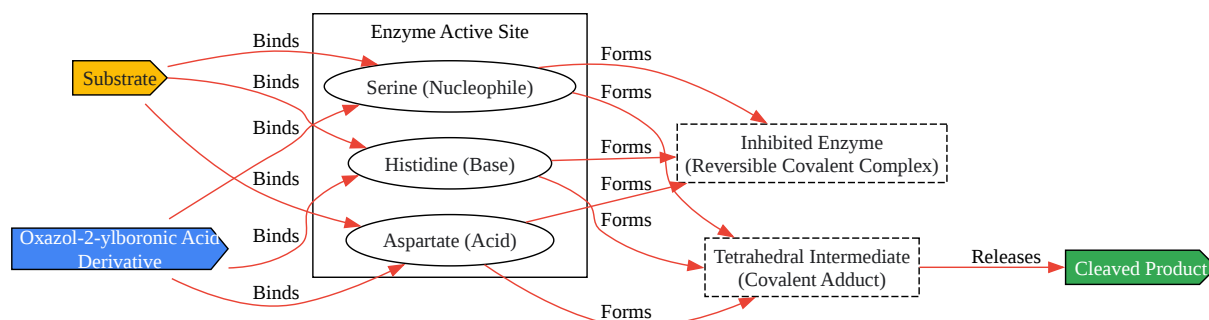 Enzyme Active Site
Binds
Binds
Binds
Binds
Binds
Binds
Substrate
Oxazol-2-ylboronic Acid
Derivative
Serine (Nucleophile)
Histidine (Base)
Aspartate (Acid)
Forms
Forms
Forms
Forms
Forms
Forms
Inhibited Enzyme
(Reversible Covalent Complex)
Tetrahedral Intermediate
(Covalent Adduct)
Releases
Cleaved Product